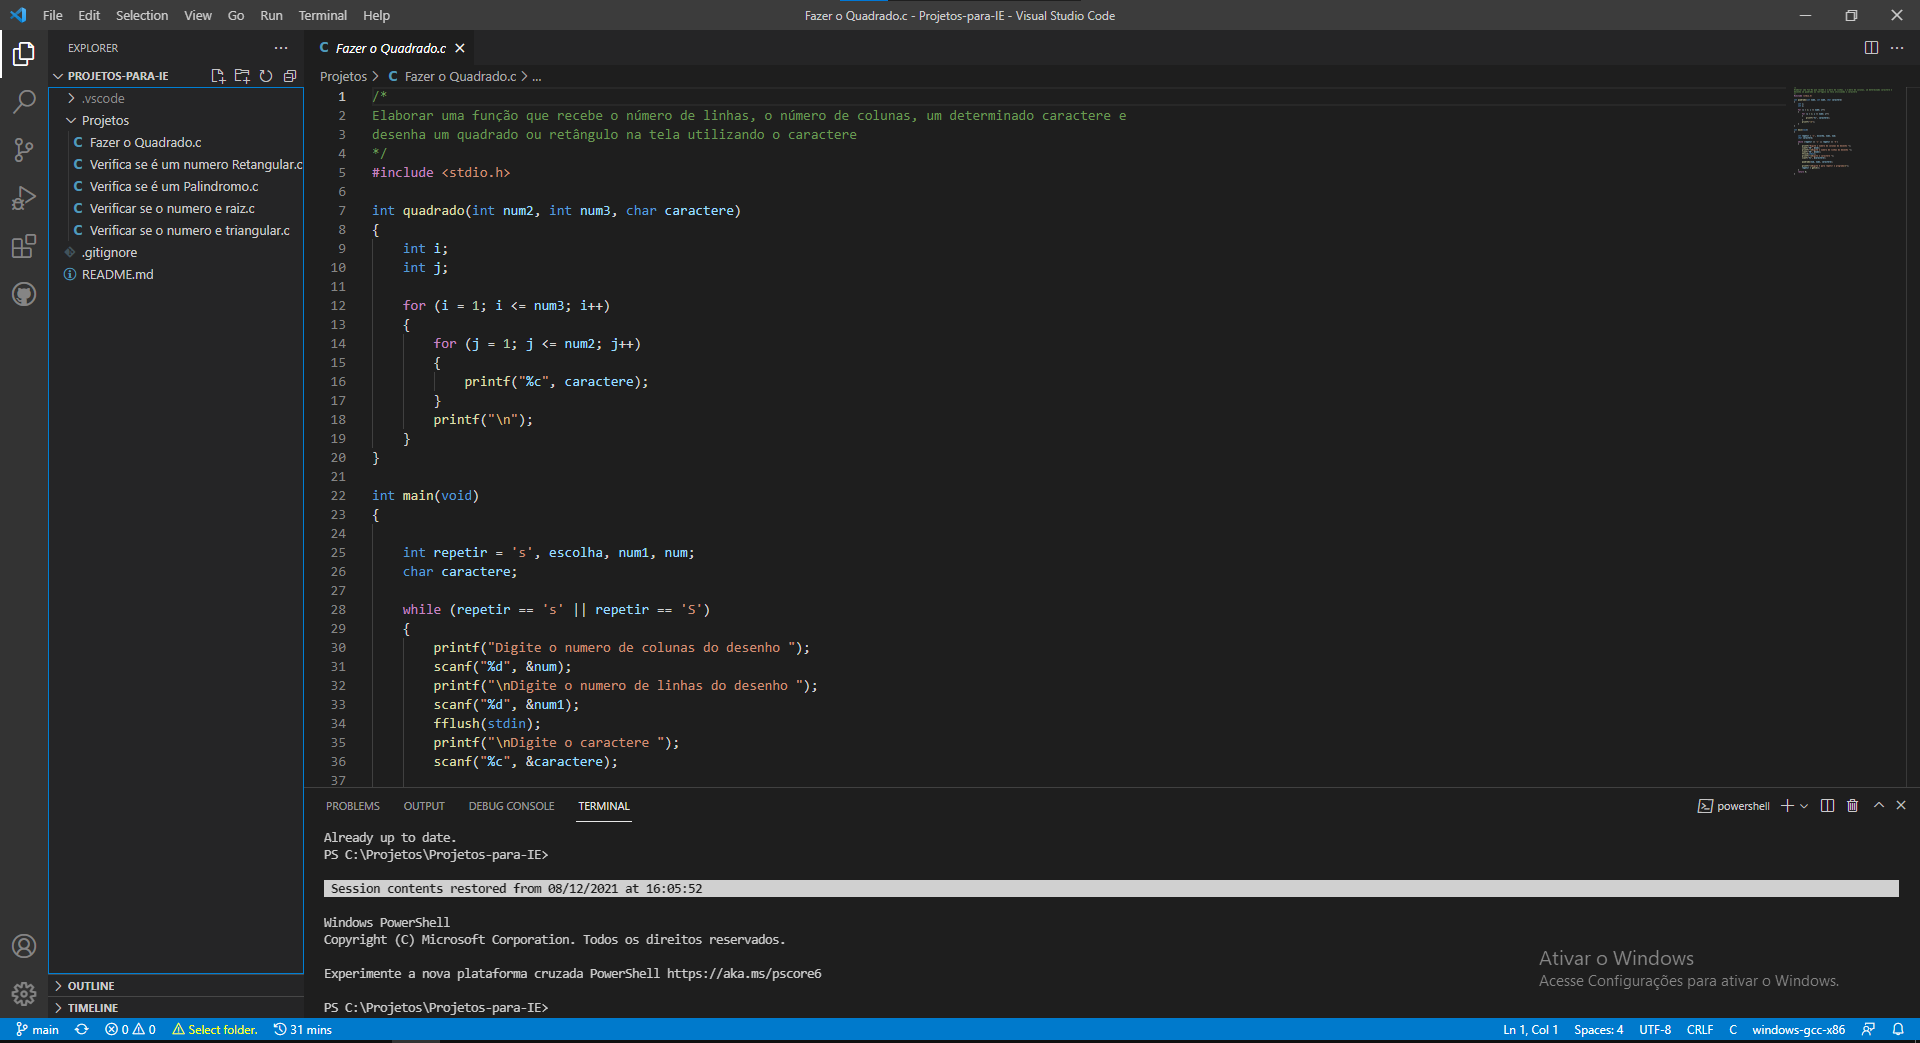 File Edit Selection View Go Run Terminal Help
Fazer o Quadrado.c - Projetos-para-IE - Visual Studio Code
EXPLORER
PROJETOS-PARA-IE
.vscode
Projetos
C Fazer o Quadrado.c
C Verifica se é um numero Retangular.c
C Verifica se é um Palindromo.c
C Verificar se o numero e raiz.c
C Verificar se o numero e triangular.c
.gitignore
README.md
OUTLINE
TIMELINE
C Fazer o Quadrado.c
Projetos > C Fazer o Quadrado.c > ...
1 /*
2 Elaborar uma função que recebe o número de linhas, o número de colunas, um determinado caractere e
3 desenha um quadrado ou retângulo na tela utilizando o caractere
4 */
5 #include <stdio.h>
6
7 int quadrado(int num2, int num3, char caractere)
8 {
9 int i;
10 int j;
11
12 for (i = 1; i <= num3; i++)
13 {
14 for (j = 1; j <= num2; j++)
15 {
16 printf("%c", caractere);
17 }
18 printf("\n");
19 }
20 }
21
22 int main(void)
23 {
24
25 int repetir = 's', escolha, num1, num;
26 char caractere;
27
28 while (repetir == 's' || repetir == 'S')
29 {
30 printf("Digite o numero de colunas do desenho ");
31 scanf("%d", &num);
32 printf("\nDigite o numero de linhas do desenho ");
33 scanf("%d", &num1);
34 fflush(stdin);
35 printf("\nDigite o caractere ");
36 scanf("%c", &caractere);
37
PROBLEMS OUTPUT DEBUG CONSOLE TERMINAL
powershell
Already up to date.
PS C:\Projetos\Projetos-para-IE>
Session contents restored from 08/12/2021 at 16:05:52
Windows PowerShell
Copyright (C) Microsoft Corporation. Todos os direitos reservados.
Experimente a nova plataforma cruzada PowerShell https://aka.ms/pscore6
PS C:\Projetos\Projetos-para-IE>
Ativar o Windows
Acesse Configurações para ativar o Windows.
main 0 0 Select folder. 31 mins
Ln 1, Col 1 Spaces: 4 UTF-8 CRLF C windows-gcc-x86